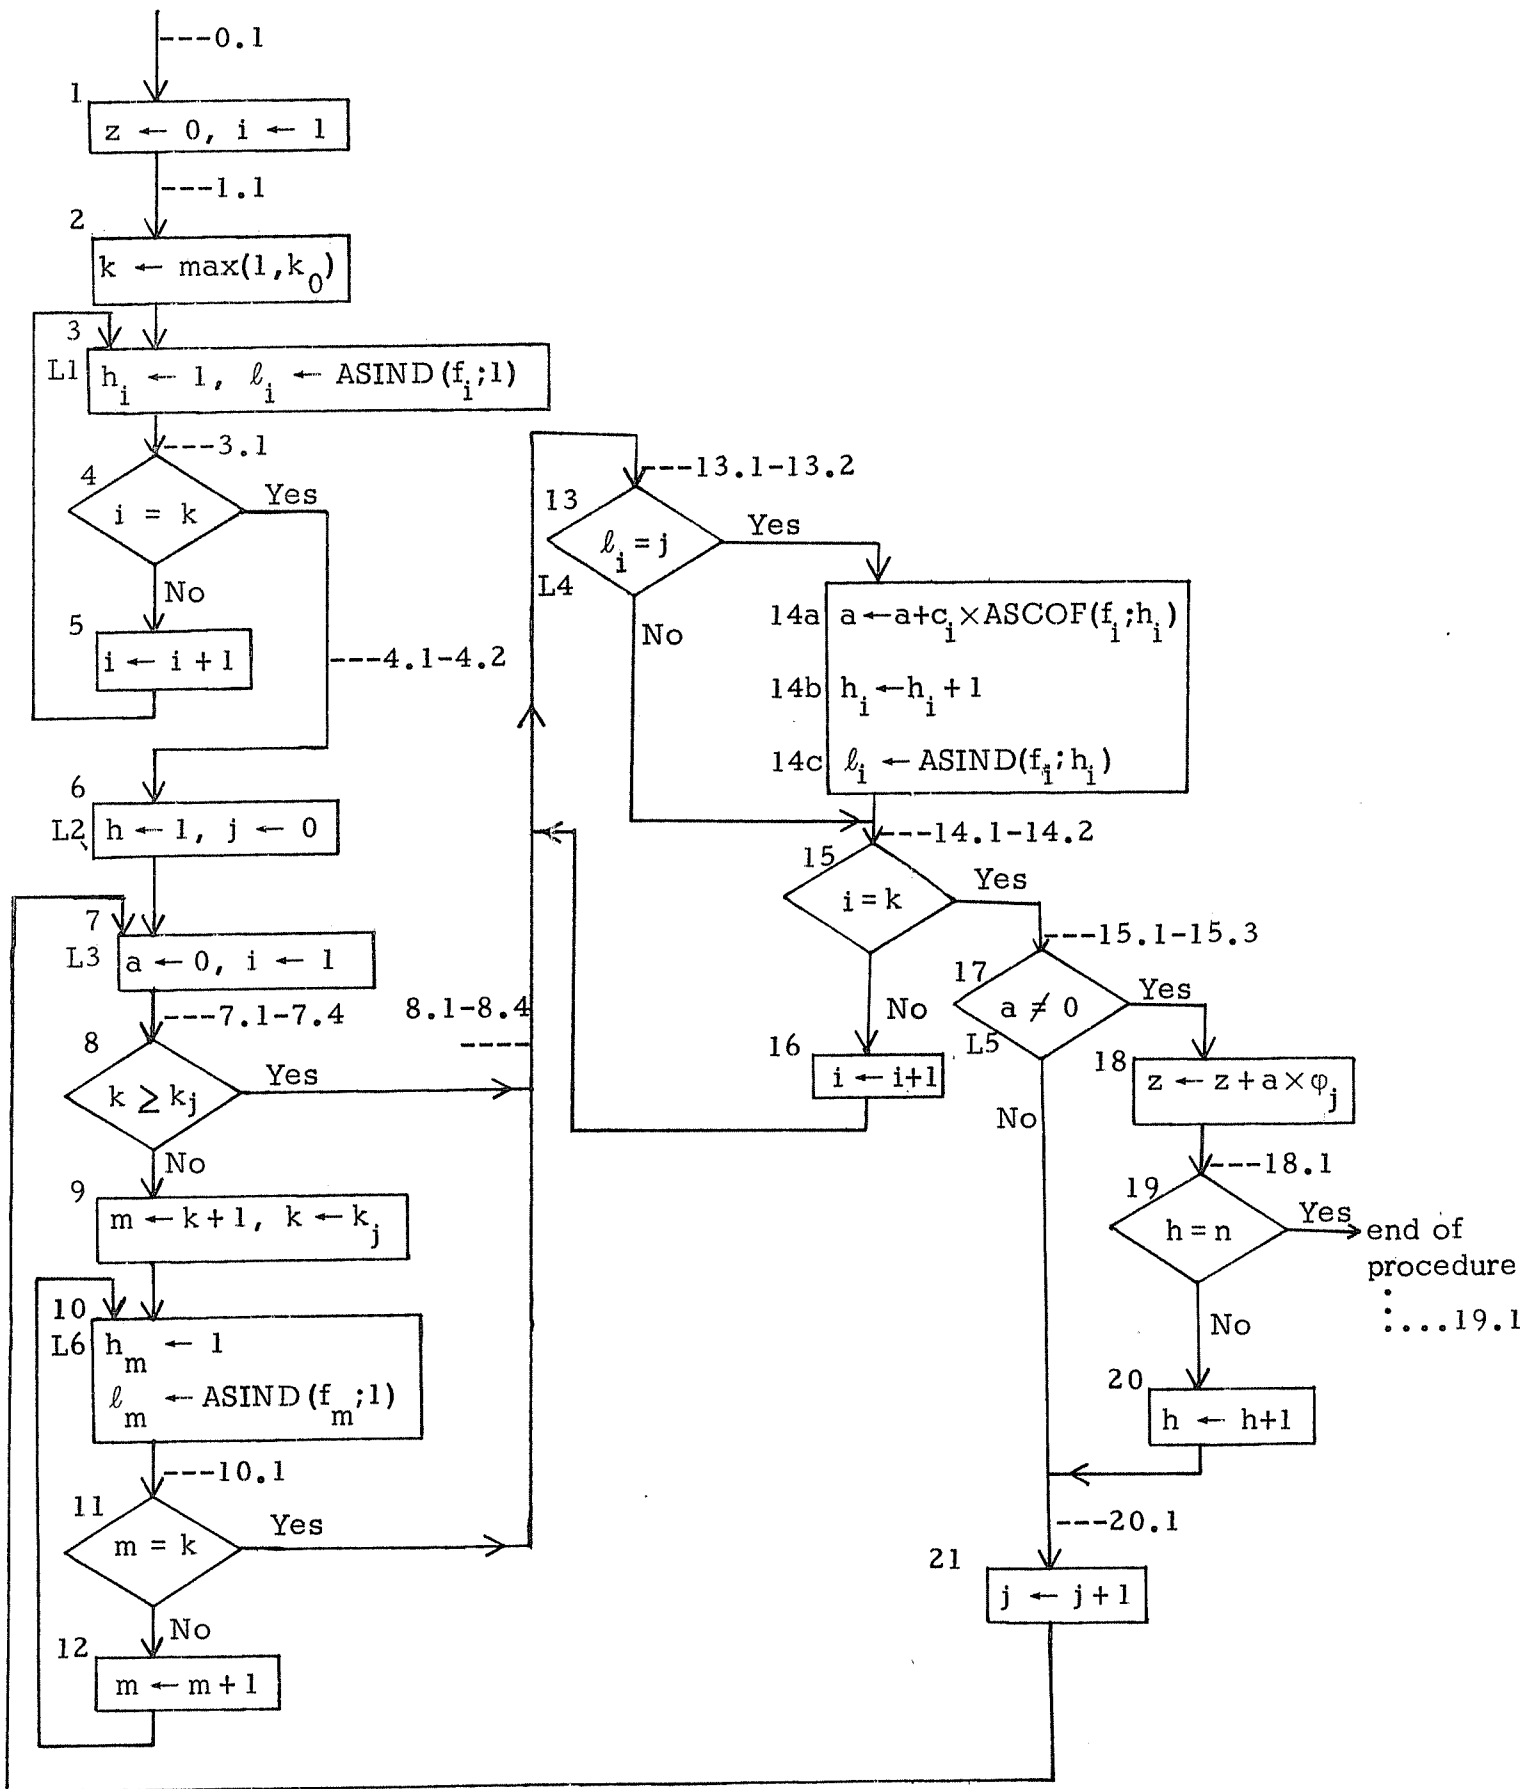 ---0.1
1
z ← 0, i ← 1
---1.1
2
k ← max(1,k₀)
3
L1
hᵢ ← 1, ℓᵢ ← ASIND(fᵢ;1)
---3.1
4
i = k
Yes
No
5
i ← i+1
---4.1-4.2
6
L2
h ← 1, j ← 0
7
L3
a ← 0, i ← 1
---7.1-7.4
8
k ≥ kⱼ
Yes
No
8.1-8.4
----
9
m ← k+1, k ← kⱼ
10
L6
hₘ ← 1
ℓₘ ← ASIND(fₘ;1)
---10.1
11
m = k
Yes
No
12
m ← m+1
---13.1-13.2
13
ℓᵢ = j
L4
Yes
No
14a a ← a+cᵢ×ASCOF(fᵢ;hᵢ)
14b hᵢ ← hᵢ+1
14c ℓᵢ ← ASIND(fᵢ;hᵢ)
---14.1-14.2
15
i = k
Yes
No
16
i ← i+1
---15.1-15.3
17
a ≠ 0
L5
Yes
No
18
z ← z+a×φⱼ
---18.1
19
h = n
Yes
end of
procedure
....19.1
No
20
h ← h+1
---20.1
21
j ← j+1